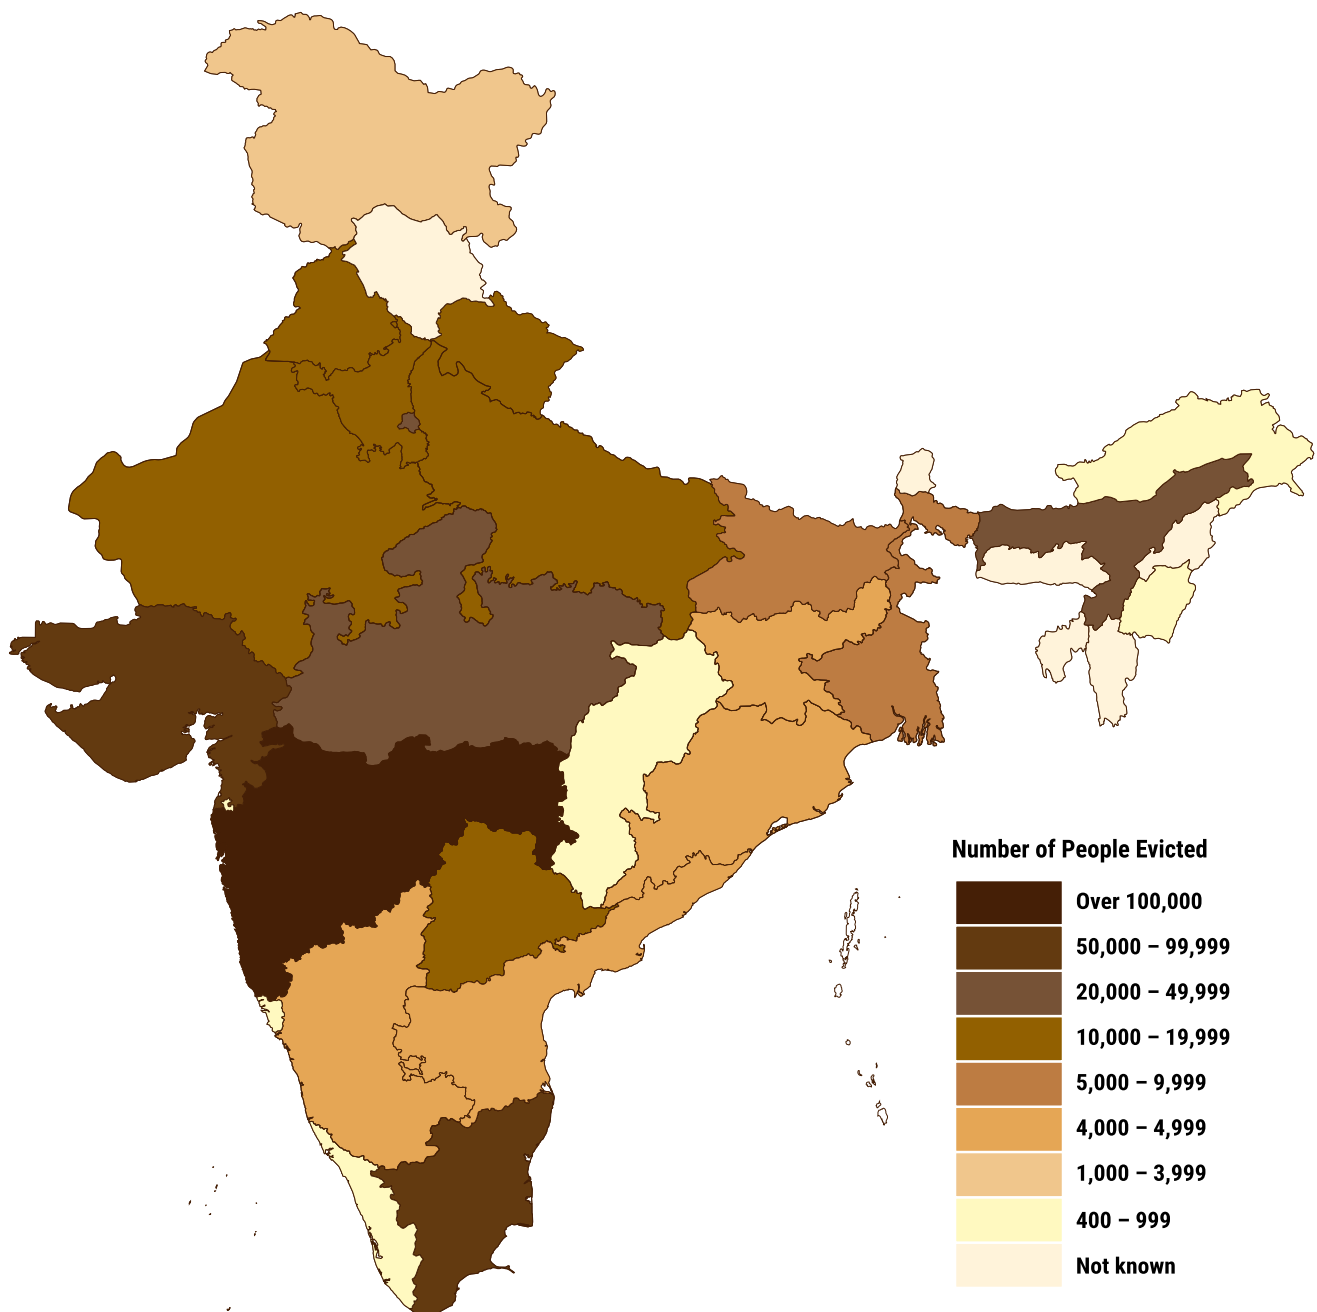 Number of People Evicted
Over 100,000
50,000 – 99,999
20,000 – 49,999
10,000 – 19,999
5,000 – 9,999
4,000 – 4,999
1,000 – 3,999
400 – 999
Not known